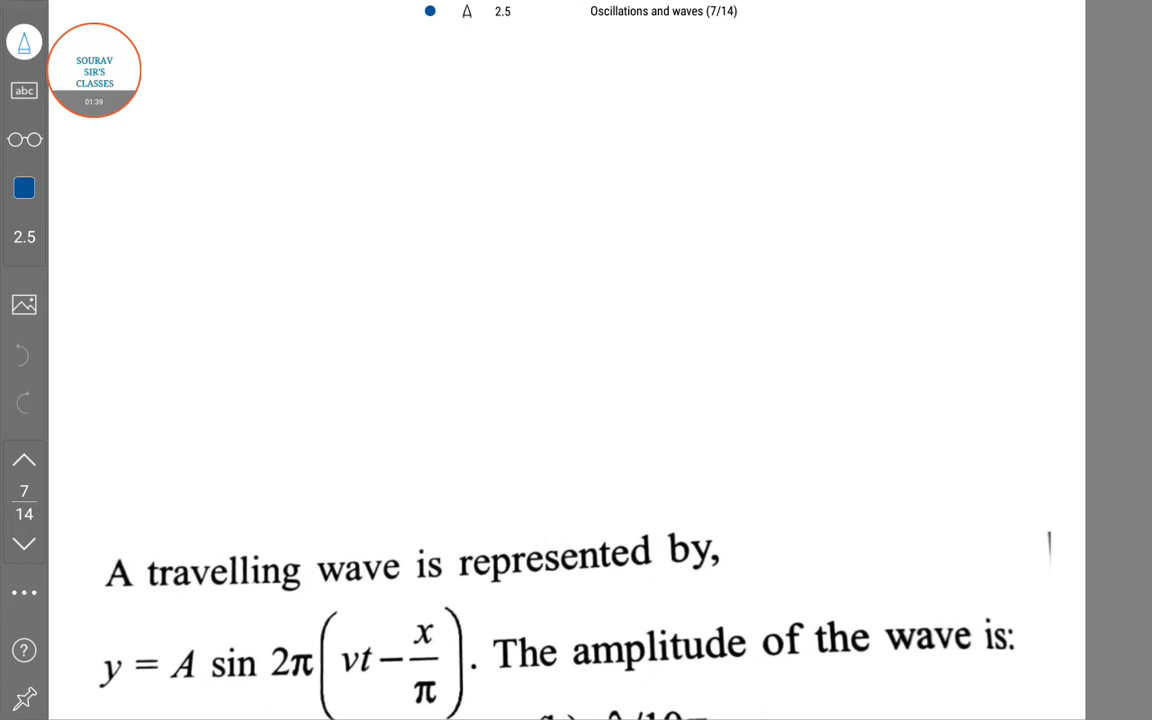 2.5 Oscillations and waves (7/14)
SOURAV
SIR'S
CLASSES
01:39
abc
2.5
7
14
A travelling wave is represented by,
y = A sin 2π(vt − x/π). The amplitude of the wave is: